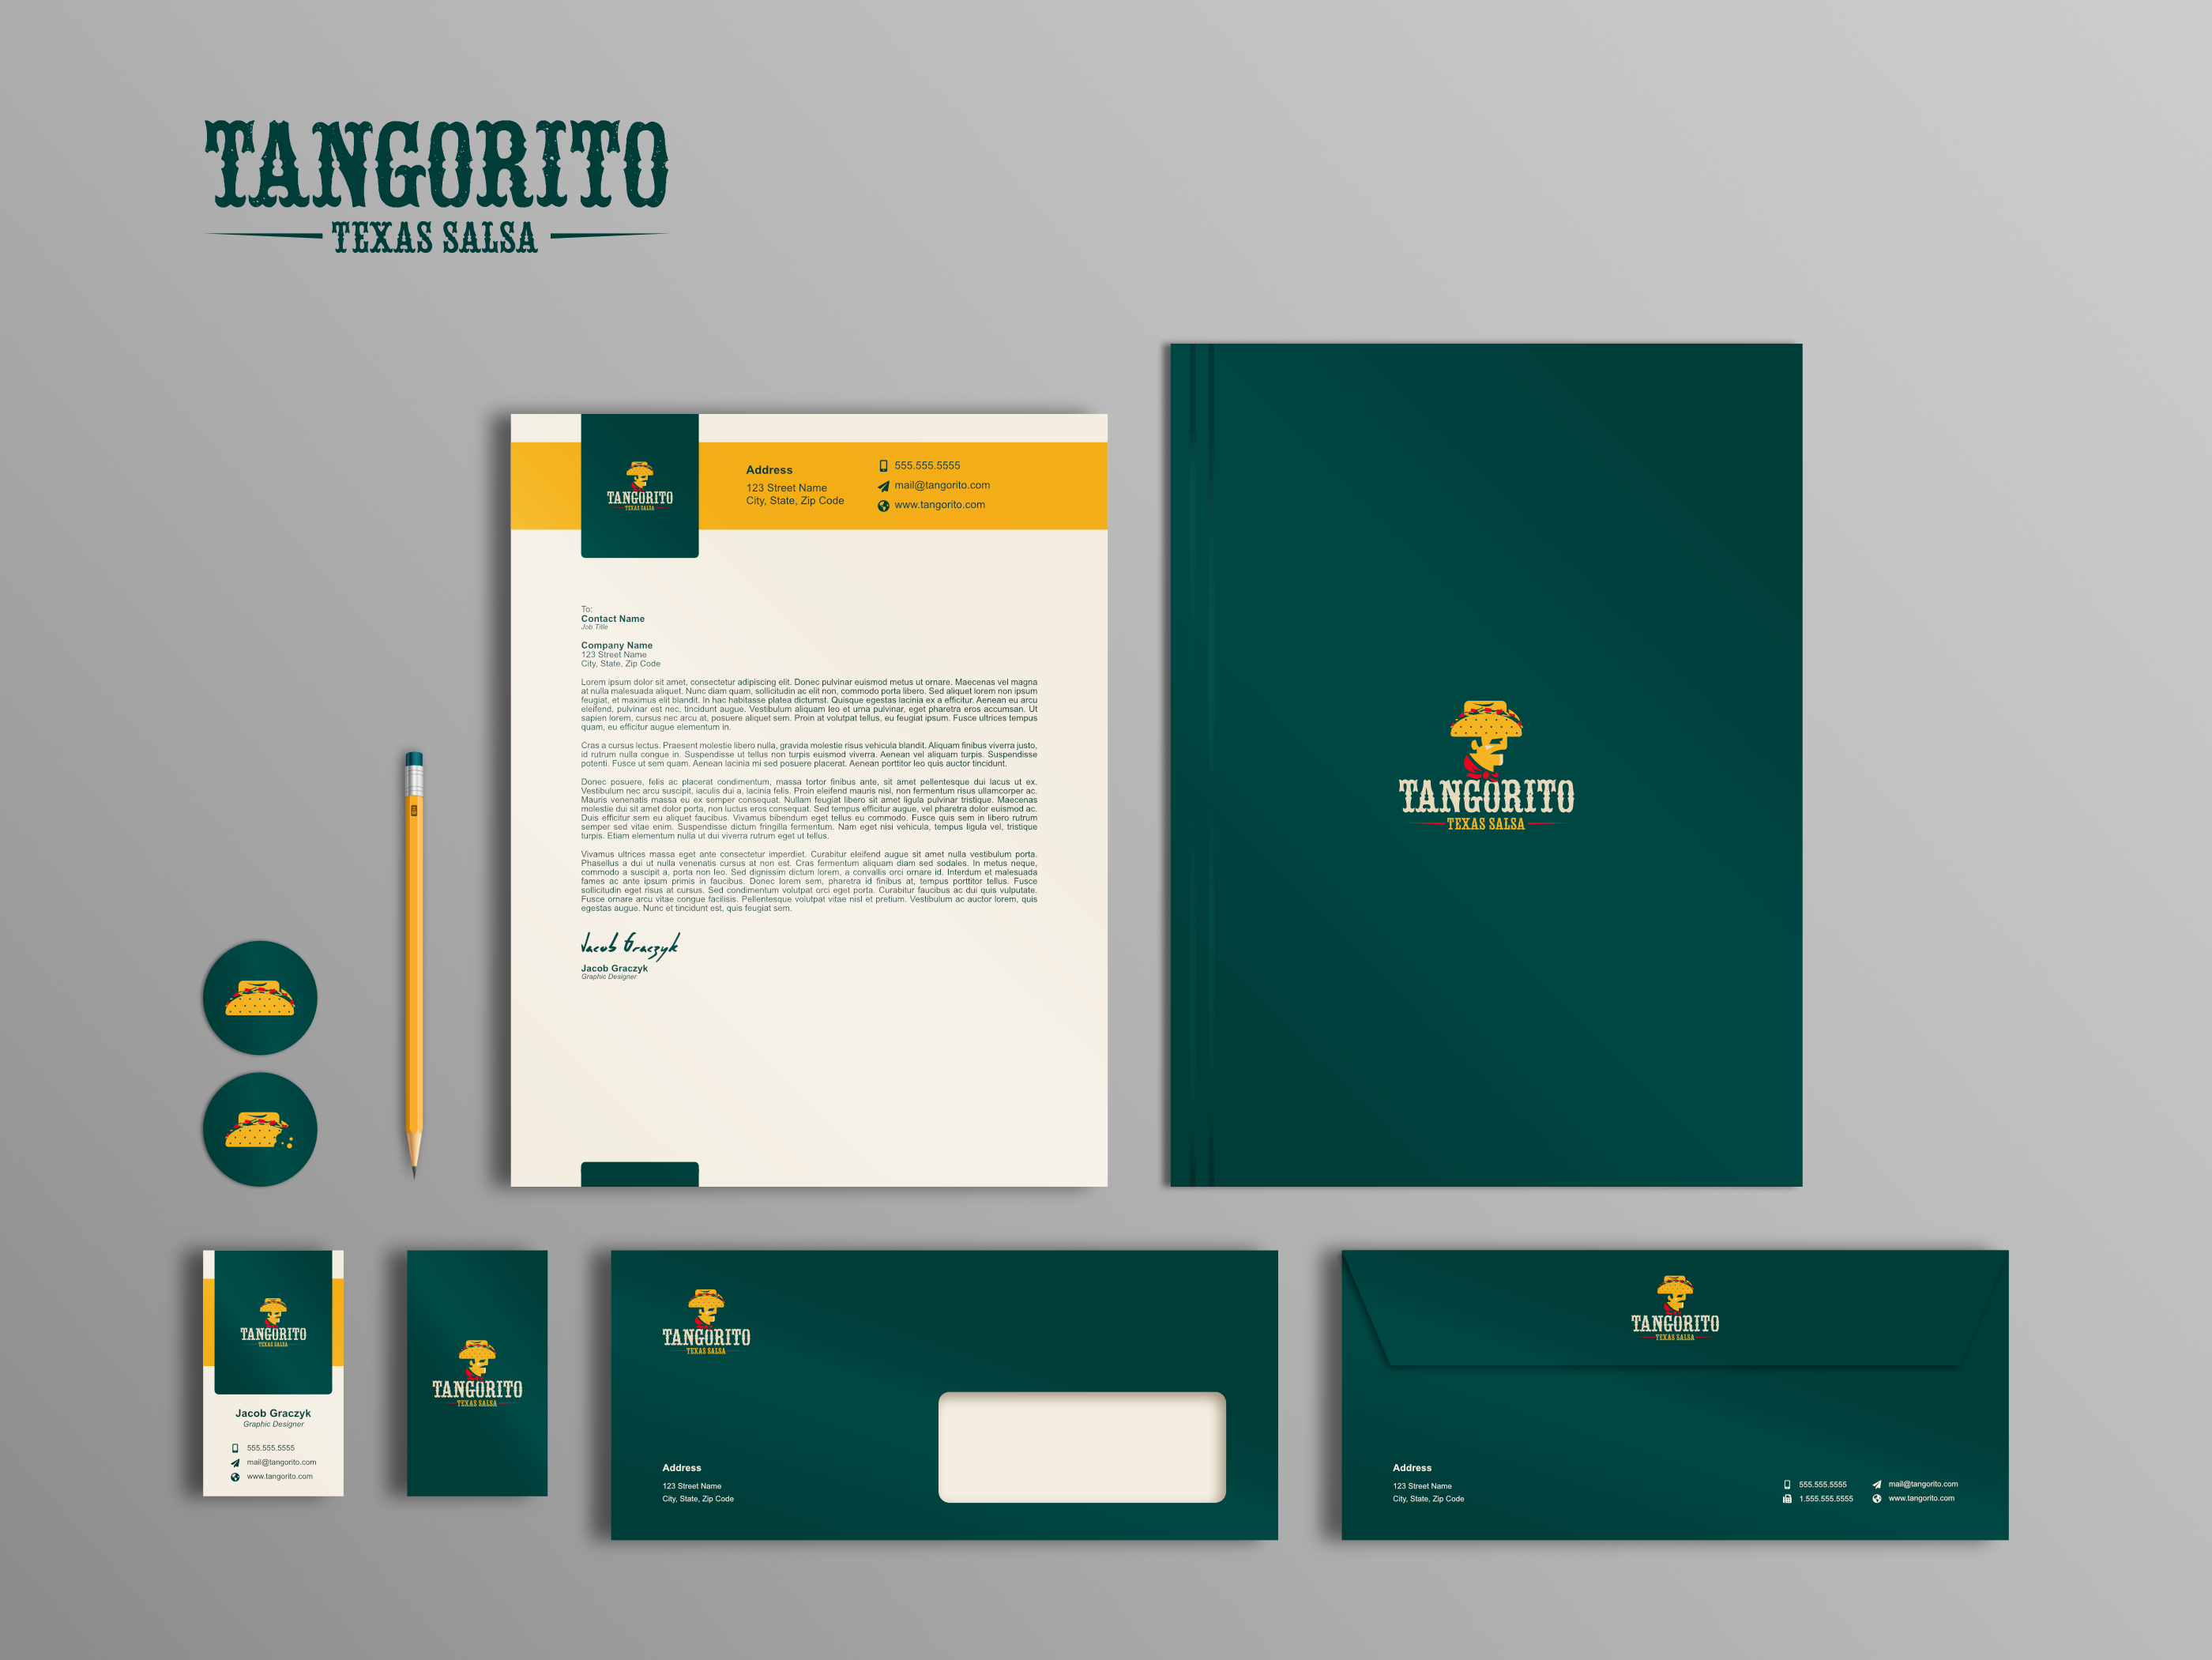 TANGORITO
TEXAS SALSA
TANGORITO
TEXAS SALSA
Address
123 Street Name
City, State, Zip Code
555.555.5555
mail@tangorito.com
www.tangorito.com
To:
Contact Name
Job Title
Company Name
123 Street Name
City, State, Zip Code
Lorem ipsum dolor sit amet, consectetur adipiscing elit. Donec pulvinar euismod metus ut ornare. Maecenas vel magna
at nulla malesuada aliquet. Nunc diam quam, sollicitudin ac elit non, commodo porta libero. Sed aliquet lorem non ipsum
feugiat, et maximus elit blandit. In hac habitasse platea dictumst. Quisque egestas lacinia ex a efficitur. Aenean eu arcu
eleifend, pulvinar est nec, tincidunt augue. Vestibulum aliquam leo et urna pulvinar, eget pharetra eros accumsan. Ut
sapien lorem, cursus nec arcu at, posuere aliquet sem. Proin at volutpat tellus, eu feugiat ipsum. Fusce ultrices tempus
quam, eu efficitur augue elementum in.
Cras a cursus lectus. Praesent molestie libero nulla, gravida molestie risus vehicula blandit. Aliquam finibus viverra justo,
id rutrum nulla congue in. Suspendisse ut tellus non turpis euismod viverra. Aenean vel aliquam turpis. Suspendisse
potenti. Fusce ut sem quam. Aenean lacinia mi sed posuere placerat. Aenean porttitor leo quis auctor tincidunt.
Donec posuere, felis ac placerat condimentum, massa tortor finibus ante, sit amet pellentesque dui lacus ut ex.
Vestibulum nec arcu suscipit, iaculis dui a, lacinia felis. Proin eleifend mauris nisl, non fermentum risus ullamcorper ac.
Mauris venenatis massa eu ex semper consequat. Nullam feugiat libero sit amet ligula pulvinar tristique. Maecenas
molestie dui sit amet dolor porta, non luctus eros consequat. Sed tempus efficitur augue, vel pharetra dolor euismod ac.
Duis efficitur sem eu aliquet faucibus. Vivamus bibendum eget tellus eu commodo. Fusce quis sem in libero rutrum
semper sed vitae enim. Suspendisse dictum fringilla fermentum. Nam eget nisi vehicula, tempus ligula vel, tristique
turpis. Etiam elementum nulla ut dui viverra rutrum eget ut tellus.
Vivamus ultrices massa eget ante consectetur imperdiet. Curabitur eleifend augue sit amet nulla vestibulum porta.
Phasellus a dui ut nulla venenatis cursus at non est. Cras fermentum aliquam diam sed sodales. In metus neque,
commodo a suscipit a, porta non leo. Sed dignissim dictum lorem, a convallis orci ornare id. Interdum et malesuada
fames ac ante ipsum primis in faucibus. Donec lorem sem, pharetra id finibus at, tempus porttitor tellus. Fusce
sollicitudin eget risus at cursus. Sed condimentum volutpat orci eget porta. Curabitur faucibus ac dui quis vulputate.
Fusce ornare arcu vitae congue facilisis. Pellentesque volutpat vitae nisl et pretium. Vestibulum ac auctor lorem, quis
egestas augue. Nunc et tincidunt est, quis feugiat sem.
Jacob Graczyk
Jacob Graczyk
Graphic Designer
TANGORITO
TEXAS SALSA
TANGORITO
TEXAS SALSA
Jacob Graczyk
Graphic Designer
555.555.5555
mail@tangorito.com
www.tangorito.com
TANGORITO
TEXAS SALSA
TANGORITO
TEXAS SALSA
Address
123 Street Name
City, State, Zip Code
TANGORITO
TEXAS SALSA
Address
123 Street Name
City, State, Zip Code
555.555.5555
mail@tangorito.com
1.555.555.5555
www.tangorito.com